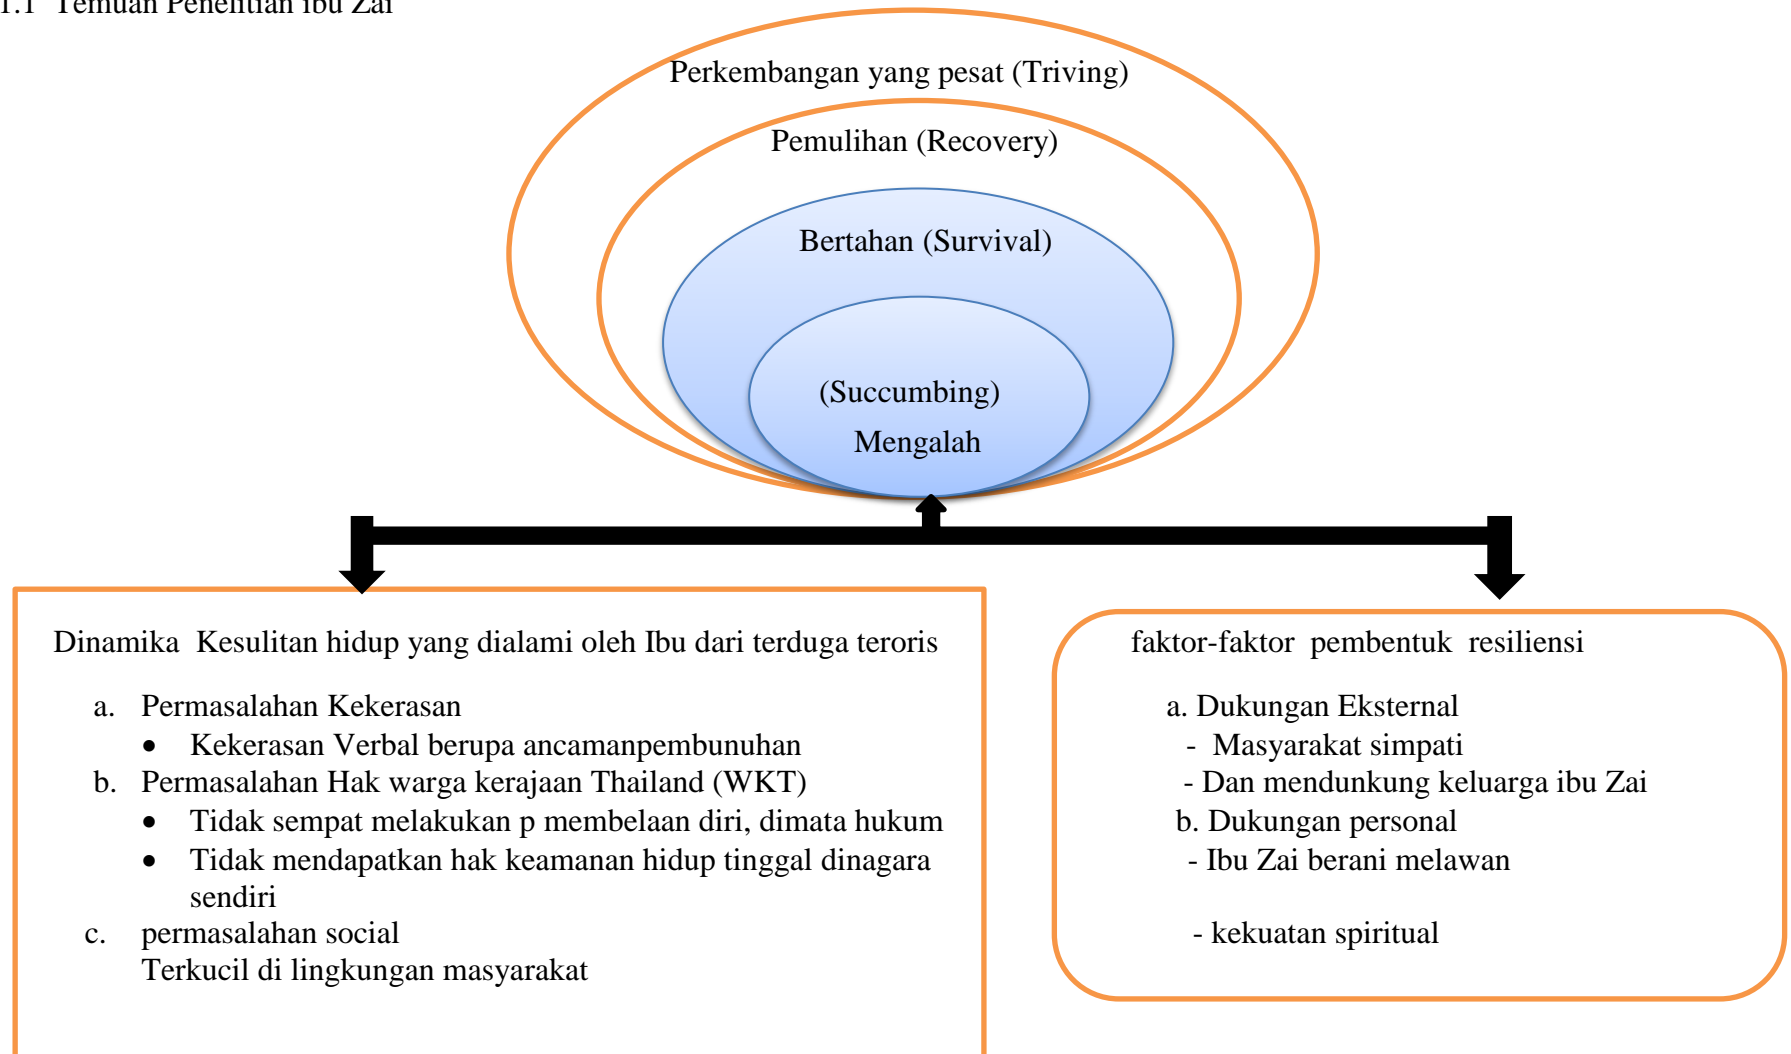 1.1 Temuan Penelitian ibu Zai
Perkembangan yang pesat (Triving)
Pemulihan (Recovery)
Bertahan (Survival)
(Succumbing)
Mengalah
Dinamika Kesulitan hidup yang dialami oleh Ibu dari terduga teroris
a. Permasalahan Kekerasan
• Kekerasan Verbal berupa ancamanpembunuhan
b. Permasalahan Hak warga kerajaan Thailand (WKT)
• Tidak sempat melakukan p membelaan diri, dimata hukum
• Tidak mendapatkan hak keamanan hidup tinggal dinagara
sendiri
c. permasalahan social
Terkucil di lingkungan masyarakat
faktor-faktor pembentuk resiliensi
a. Dukungan Eksternal
- Masyarakat simpati
- Dan mendunkung keluarga ibu Zai
b. Dukungan personal
- Ibu Zai berani melawan
- kekuatan spiritual